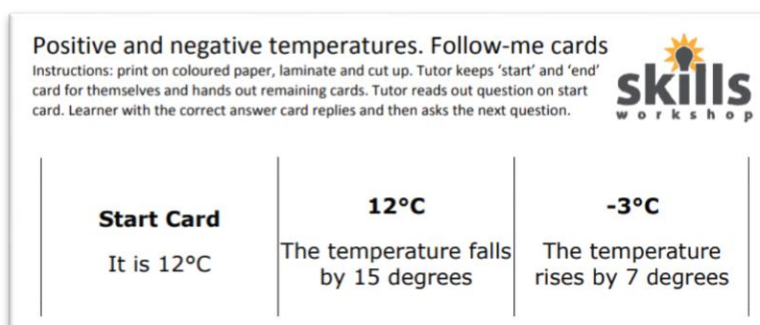 Positive and negative temperatures. Follow-me cards
Instructions: print on coloured paper, laminate and cut up. Tutor keeps ‘start’ and ‘end’
card for themselves and hands out remaining cards. Tutor reads out question on start
card. Learner with the correct answer card replies and then asks the next question.
skills
workshop
Start Card
It is 12°C
12°C
The temperature falls
by 15 degrees
-3°C
The temperature
rises by 7 degrees